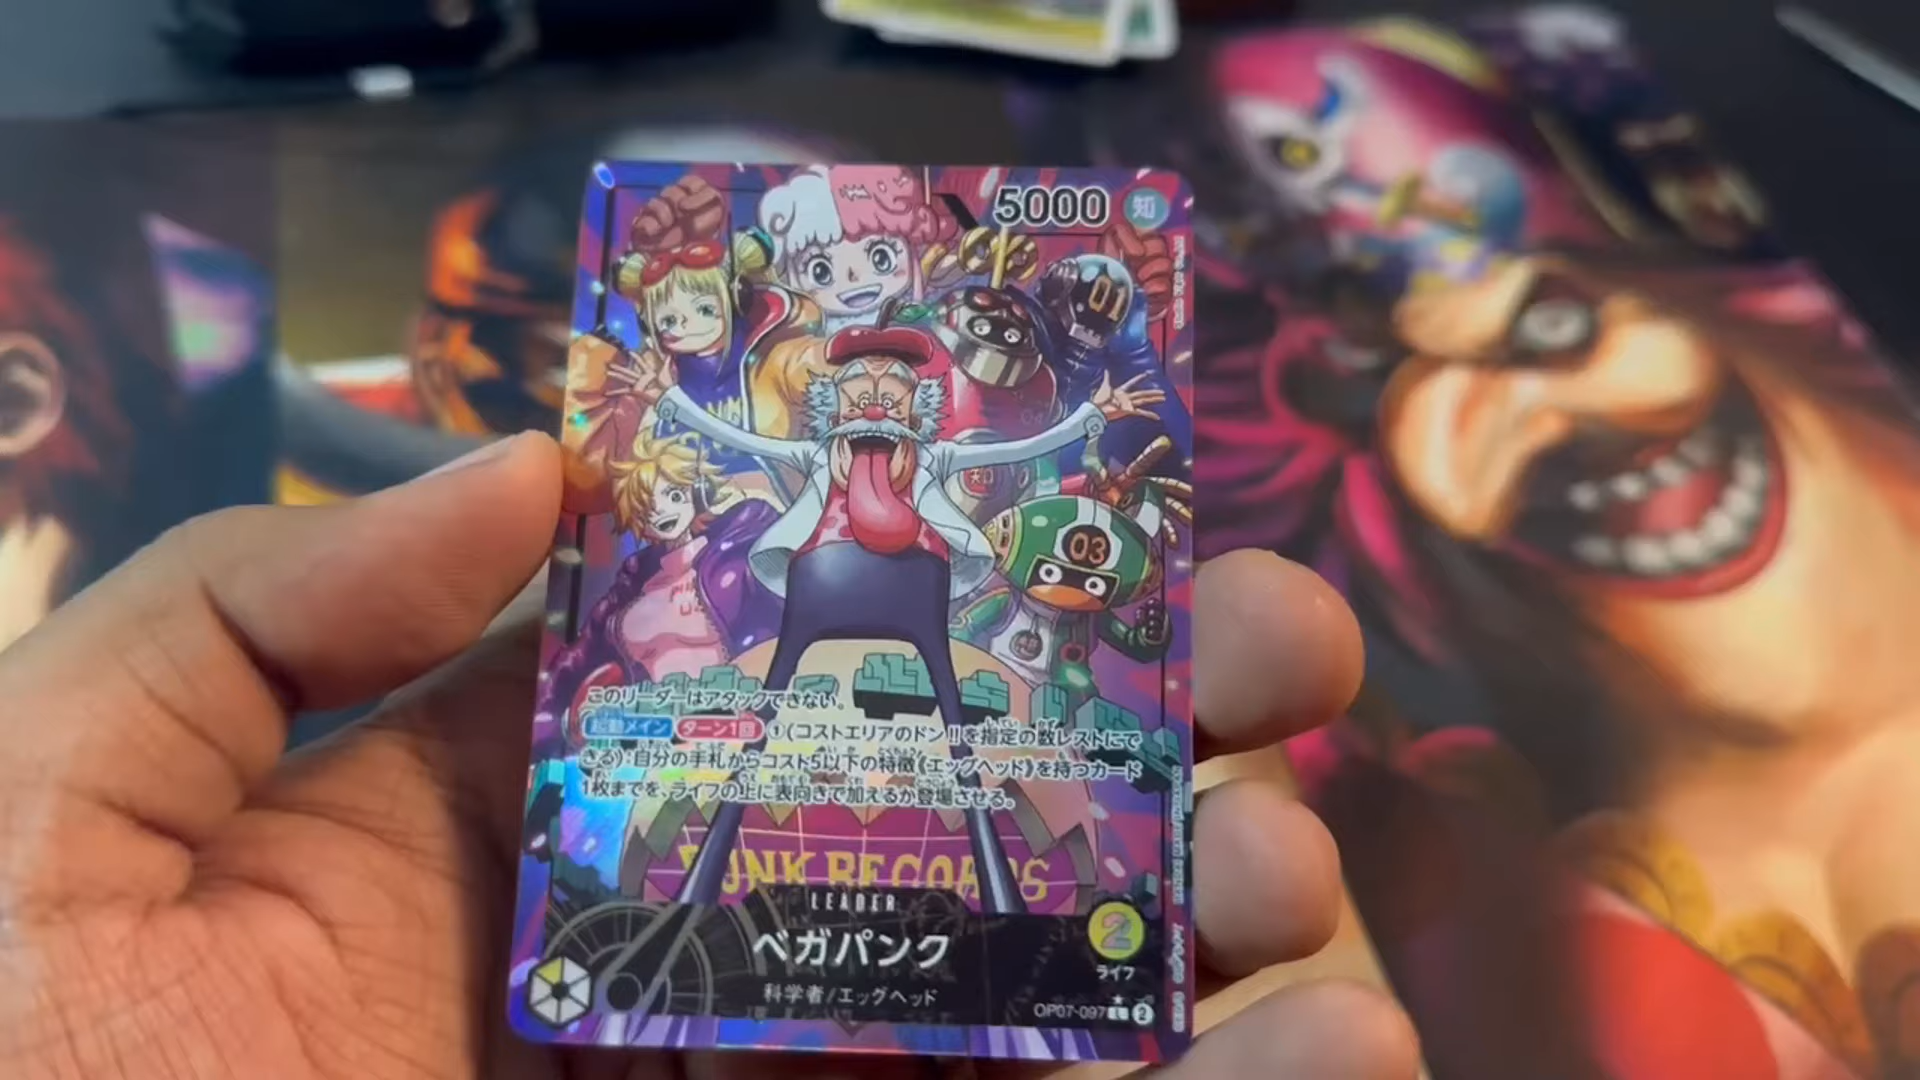 5000
知
01
03
このリーダーはアタックできない。
起動メイン ターン1回 ①(コストエリアのドン!!を指定の数レストにで
きる):自分の手札からコスト5以下の特徴《エッグヘッド》を持つカード
1枚までを、ライフの上に表向きで加えるか登場させる。
PUNK RECORDS
LEADER
ベガパンク
2
ライフ
科学者/エッグヘッド
OP07-097 L 2